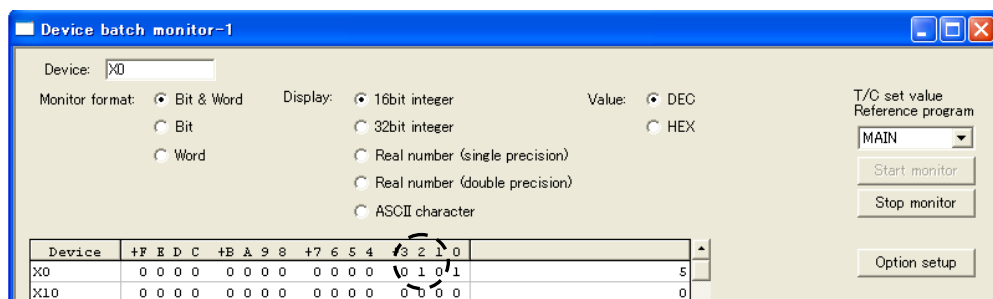 Device batch monitor-1
Device: X0
Monitor format: Bit & Word Display: 16bit integer Value: DEC T/C set value
Bit 32bit integer HEX Reference program
Word Real number (single precision) MAIN
Real number (double precision) Start monitor
ASCII character Stop monitor
Device +F E D C +B A 9 8 +7 6 5 4 +3 2 1 0
X0 0 0 0 0 0 0 0 0 0 0 0 0 0 1 0 1 5 Option setup
X10 0 0 0 0 0 0 0 0 0 0 0 0 0 0 0 0 0